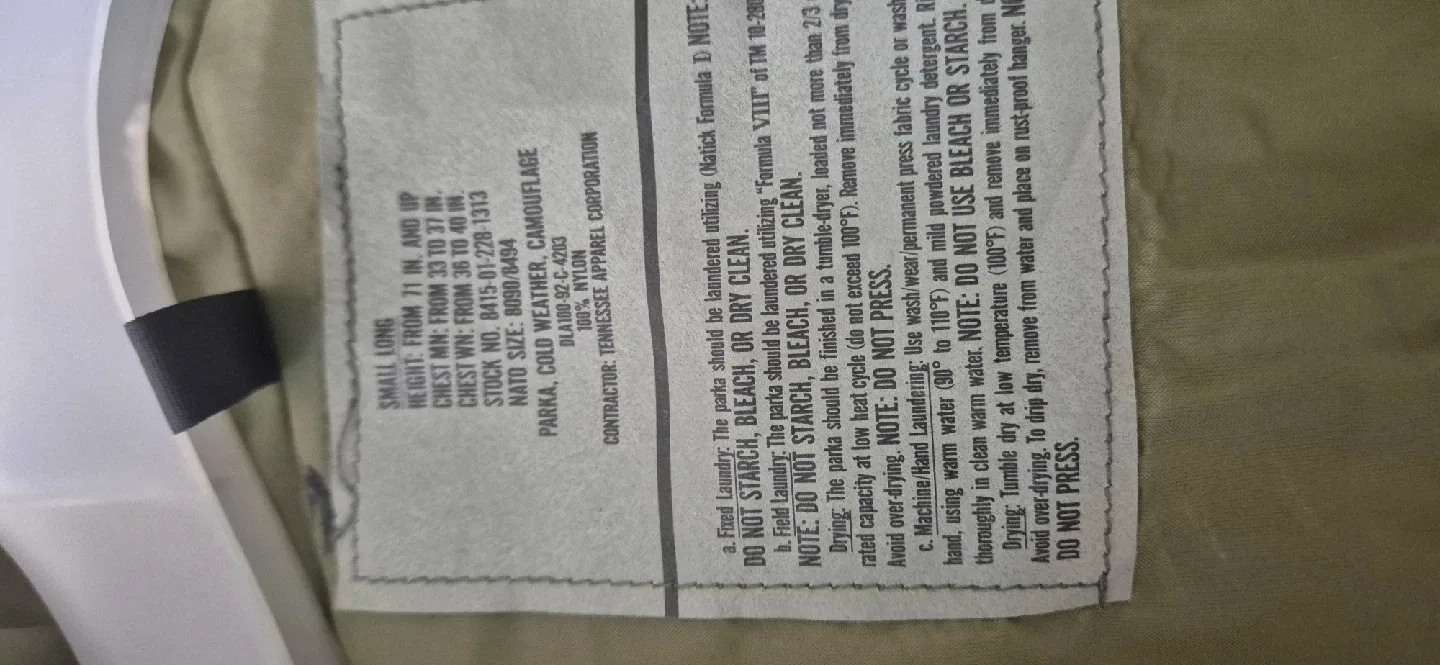 SMALL LONG
HEIGHT: FROM 71 IN. AND UP
CHEST MN: FROM 33 TO 37 IN.
CHEST WN: FROM 36 TO 40 IN.
STOCK NO. 8415-01-228-1313
NATO SIZE: 8090/8494
PARKA, COLD WEATHER, CAMOUFLAGE
DLA100-92-C-4203
100% NYLON
CONTRACTOR: TENNESSEE APPAREL CORPORATION
a. Fixed Laundry: The parka should be laundered utilizing (Natick Formula I) NOTE:
DO NOT STARCH, BLEACH, OR DRY CLEAN.
b. Field Laundry: The parka should be laundered utilizing "Formula VIII" of TM 10-280
NOTE: DO NOT STARCH, BLEACH, OR DRY CLEAN.
Drying: The parka should be finished in a tumble-dryer, loaded not more than 2/3
rated capacity at low heat cycle (do not exceed 100°F). Remove immediately from
Avoid over-drying. NOTE: DO NOT PRESS.
c. Machine/Hand Laundering: Use wash/wear/permanent press fabric cycle or wash
hand, using warm water (90° to 110°F) and mild powdered laundry detergent.
thoroughly in clean warm water. NOTE: DO NOT USE BLEACH OR STARCH.
Drying: Tumble dry at low temperature (100°F) and remove immediately from
Avoid over-drying. To drip dry, remove from water and place on rust-proof hanger.
DO NOT PRESS.